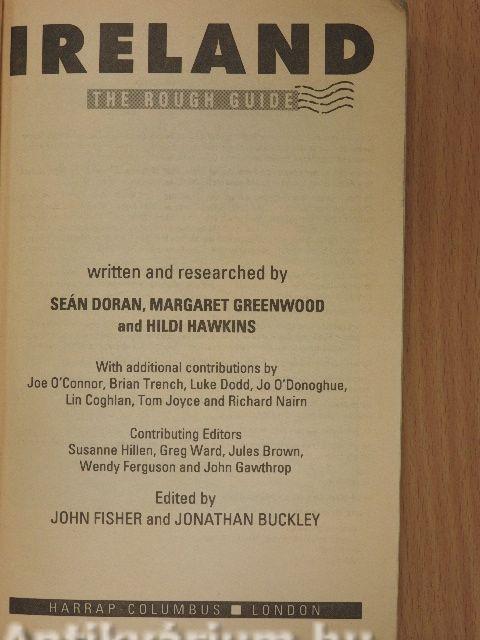 IRELAND
THE ROUGH GUIDE
written and researched by
SEÁN DORAN, MARGARET GREENWOOD
and HILDI HAWKINS
With additional contributions by
Joe O'Connor, Brian Trench, Luke Dodd, Jo O'Donoghue,
Lin Coghlan, Tom Joyce and Richard Nairn
Contributing Editors
Susanne Hillen, Greg Ward, Jules Brown,
Wendy Ferguson and John Gawthrop
Edited by
JOHN FISHER and JONATHAN BUCKLEY
HARRAP COLUMBUS ■ LONDON
Antikvárium.hu